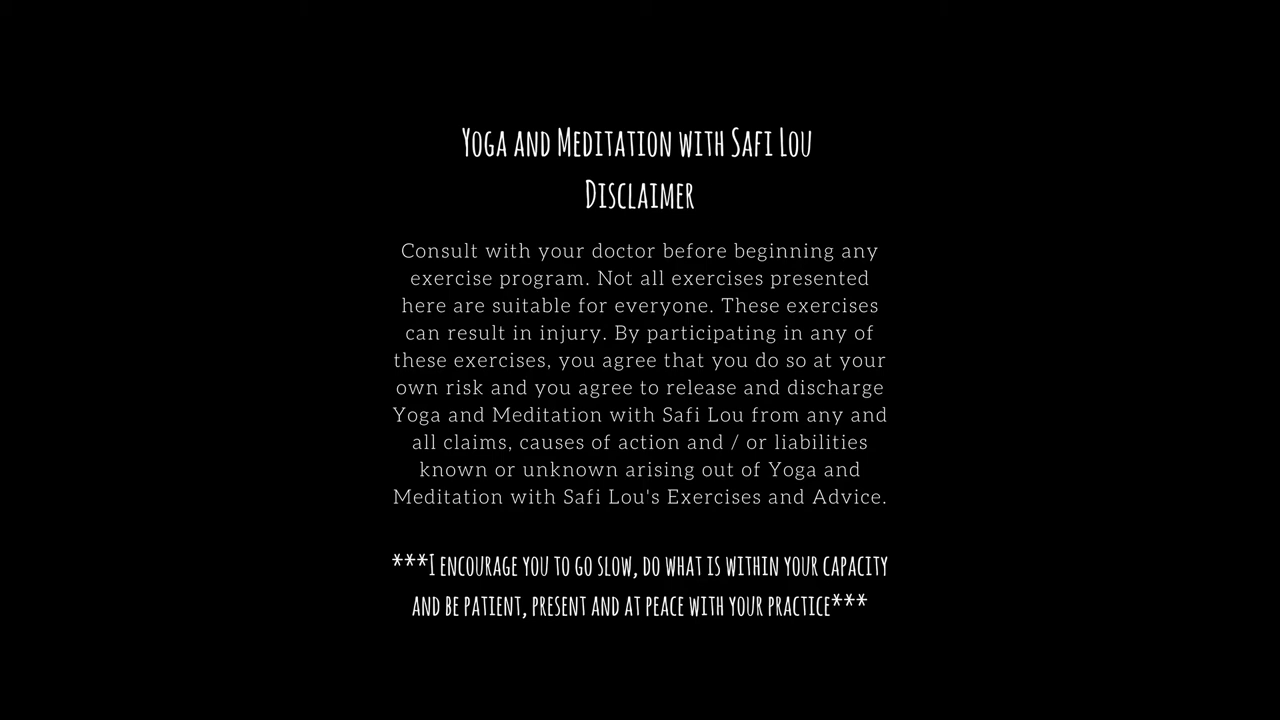 Yoga and Meditation with Safi Lou
Disclaimer
Consult with your doctor before beginning any
exercise program. Not all exercises presented
here are suitable for everyone. These exercises
can result in injury. By participating in any of
these exercises, you agree that you do so at your
own risk and you agree to release and discharge
Yoga and Meditation with Safi Lou from any and
all claims, causes of action and / or liabilities
known or unknown arising out of Yoga and
Meditation with Safi Lou's Exercises and Advice.
***I encourage you to go slow, do what is within your capacity
and be patient, present and at peace with your practice***